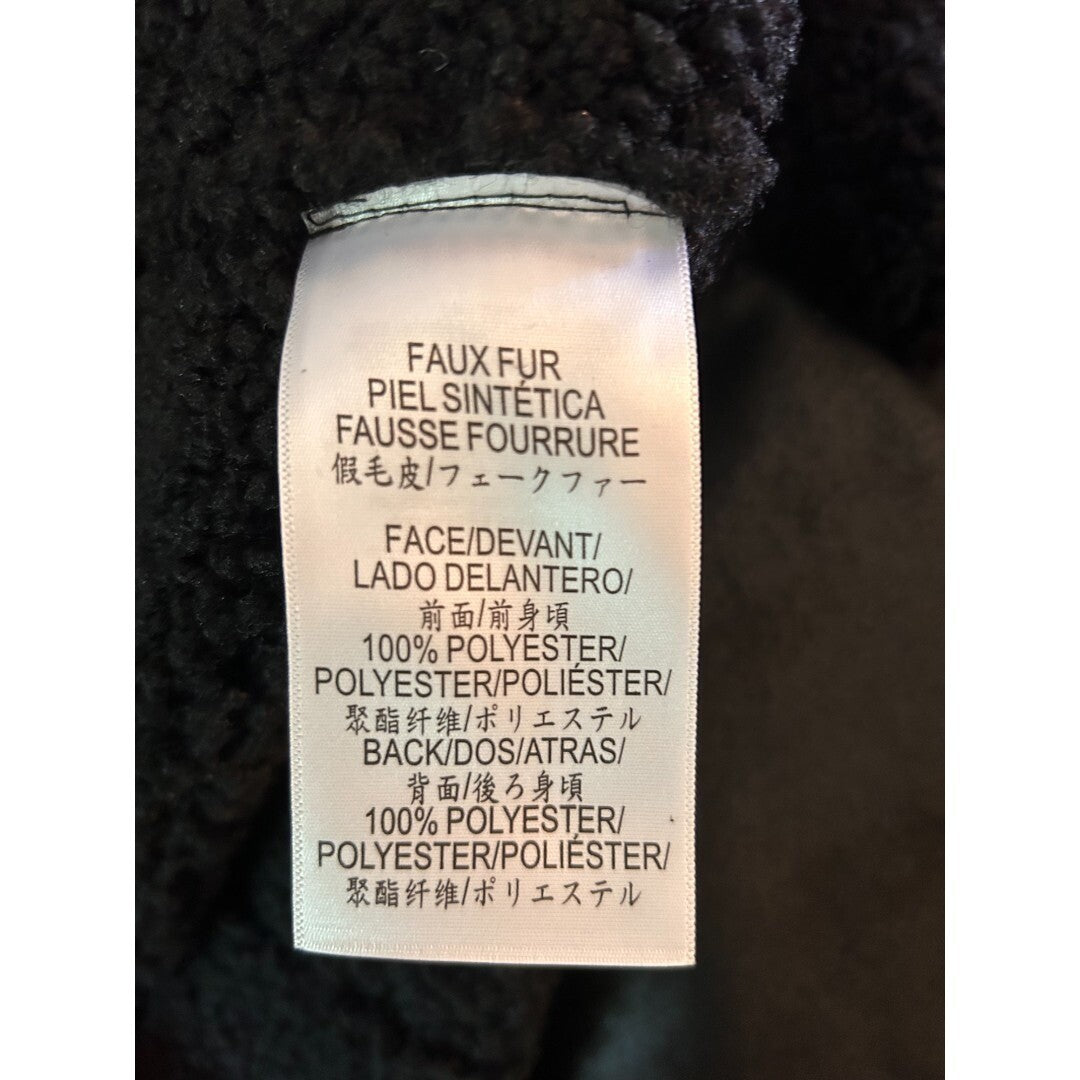 FAUX FUR
PIEL SINTÉTICA
FAUSSE FOURRURE
假毛皮/フェークファー
FACE/DEVANT/
LADO DELANTERO/
前面/前身頃
100% POLYESTER/
POLYESTER/POLIÉSTER/
聚酯纤维/ポリエステル
BACK/DOS/ATRAS/
背面/後ろ身頃
100% POLYESTER/
POLYESTER/POLIÉSTER/
聚酯纤维/ポリエステル